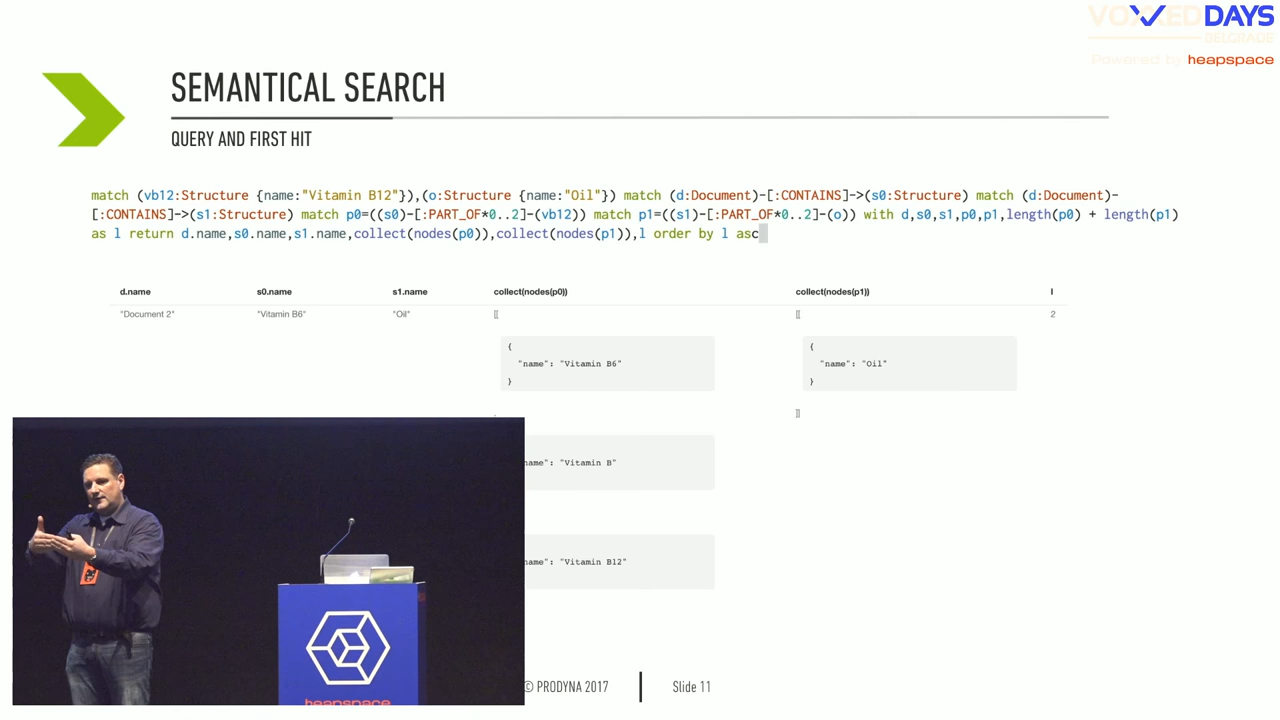 VOXXED DAYS
BELGRADE
Powered by heapspace
SEMANTICAL SEARCH
QUERY AND FIRST HIT
match (vb12:Structure {name:"Vitamin B12"}),(o:Structure {name:"Oil"}) match (d:Document)-[:CONTAINS]->(s0:Structure) match (d:Document)-
[:CONTAINS]->(s1:Structure) match p0=((s0)-[:PART_OF*0..2]-(vb12)) match p1=((s1)-[:PART_OF*0..2]-(o)) with d,s0,s1,p0,p1,length(p0) + length(p1)
as l return d.name,s0.name,s1.name,collect(nodes(p0)),collect(nodes(p1)),l order by l asc
d.name s0.name s1.name collect(nodes(p0)) collect(nodes(p1)) l
"Document 2" "Vitamin B6" "Oil" [[ [[ 2
{ {
"name": "Vitamin B6" "name": "Oil"
} }
, ]]
name": "Vitamin B"
name": "Vitamin B12"
heapspace
© PRODYNA 2017 Slide 11